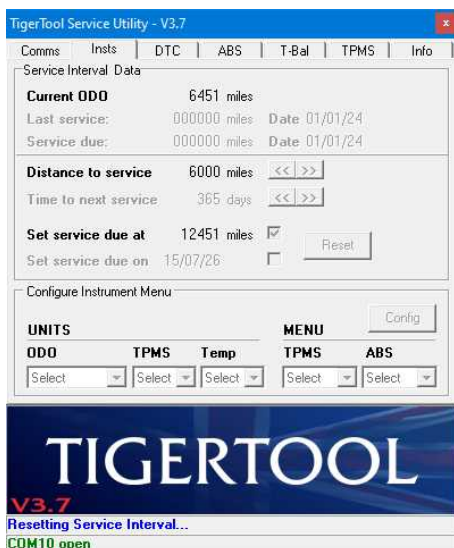 TigerTool Service Utility - V3.7 x
Comms Insts DTC ABS T-Bal TPMS Info
Service Interval Data
Current ODO 6451 miles
Last service: 000000 miles Date 01/01/24
Service due: 000000 miles Date 01/01/24
Distance to service 6000 miles << >>
Time to next service 365 days << >>
Set service due at 12451 miles
Reset
Set service due on 15/07/26
Configure Instrument Menu
Config
UNITS MENU
ODO TPMS Temp TPMS ABS
Select Select Select Select Select
TIGERTOOL
V3.7
Resetting Service Interval...
COM10 open